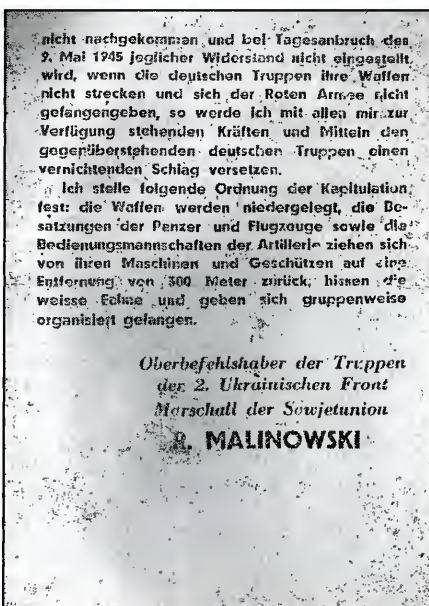 nicht nachgekommen und bei Tagesanbruch des
9. Mai 1945 jeglicher Widerstand nicht eingestellt
wird, wenn die deutschen Truppen ihre Waffen
nicht strecken und sich der Roten Armee nicht
gefangengeben, so werde ich mit allen mir zur
Verfügung stehenden Kräften und Mitteln den
gegenüberstehenden deutschen Truppen einen
vernichtenden Schlag versetzen.
Ich stelle folgende Ordnung der Kapitulation
fest: die Waffen werden niedergelegt, die Be-
satzungen der Panzer und Flugzeuge sowie die
Bedienungsmannschaften der Artillerie ziehen sich
von ihren Maschinen und Geschützen auf eine
Entfernung von 300 Meter zurück, hissen die
weisse Fahne und geben sich gruppenweise
organisiert gefangen.
Oberbefehlshaber der Truppen
der 2. Ukrainischen Front
Marschall der Sowjetunion
R. MALINOWSKI